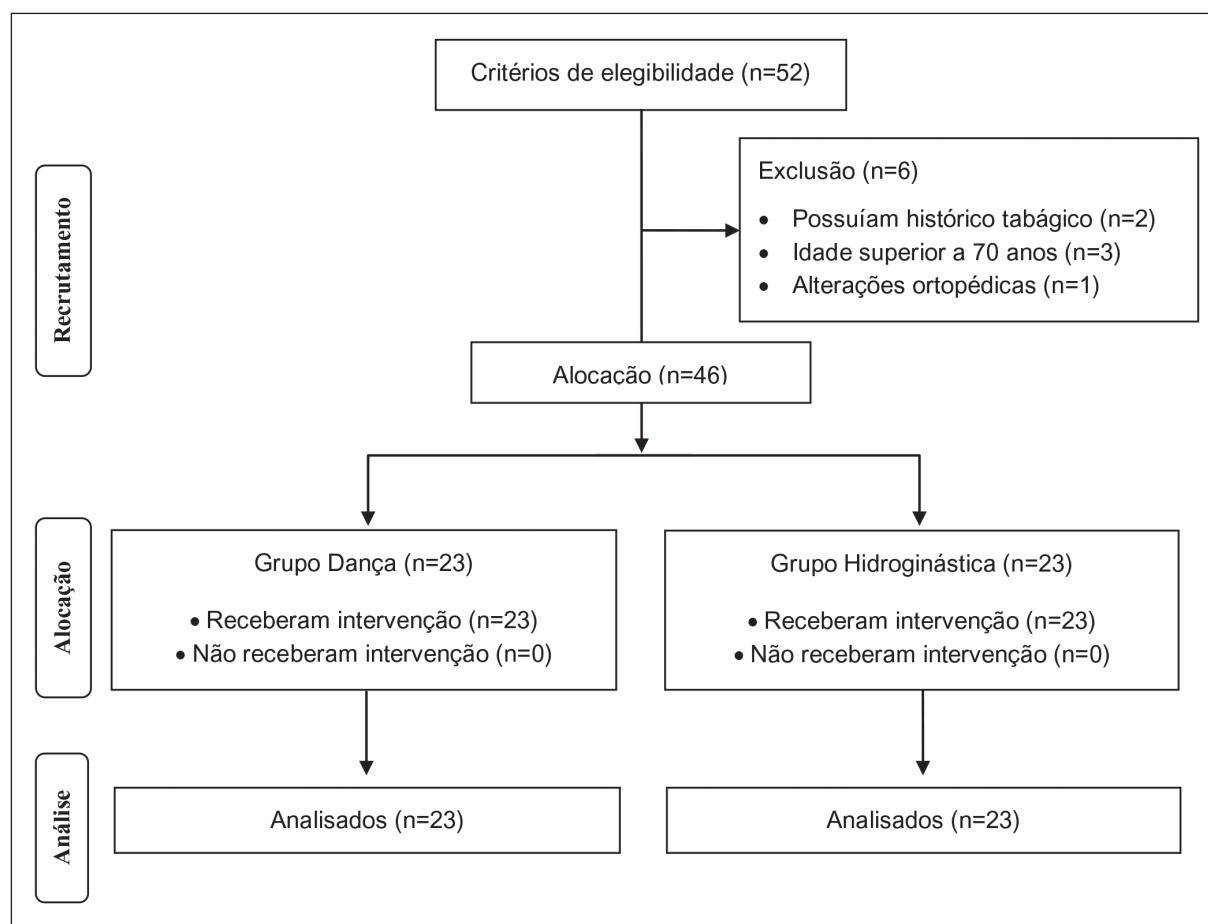 Critérios de elegibilidade (n=52)
Recrutamento
Exclusão (n=6)
• Possuíam histórico tabágico (n=2)
• Idade superior a 70 anos (n=3)
• Alterações ortopédicas (n=1)
Alocação (n=46)
Alocação
Grupo Dança (n=23)
• Receberam intervenção (n=23)
• Não receberam intervenção (n=0)
Grupo Hidroginástica (n=23)
• Receberam intervenção (n=23)
• Não receberam intervenção (n=0)
Análise
Analisados (n=23)
Analisados (n=23)